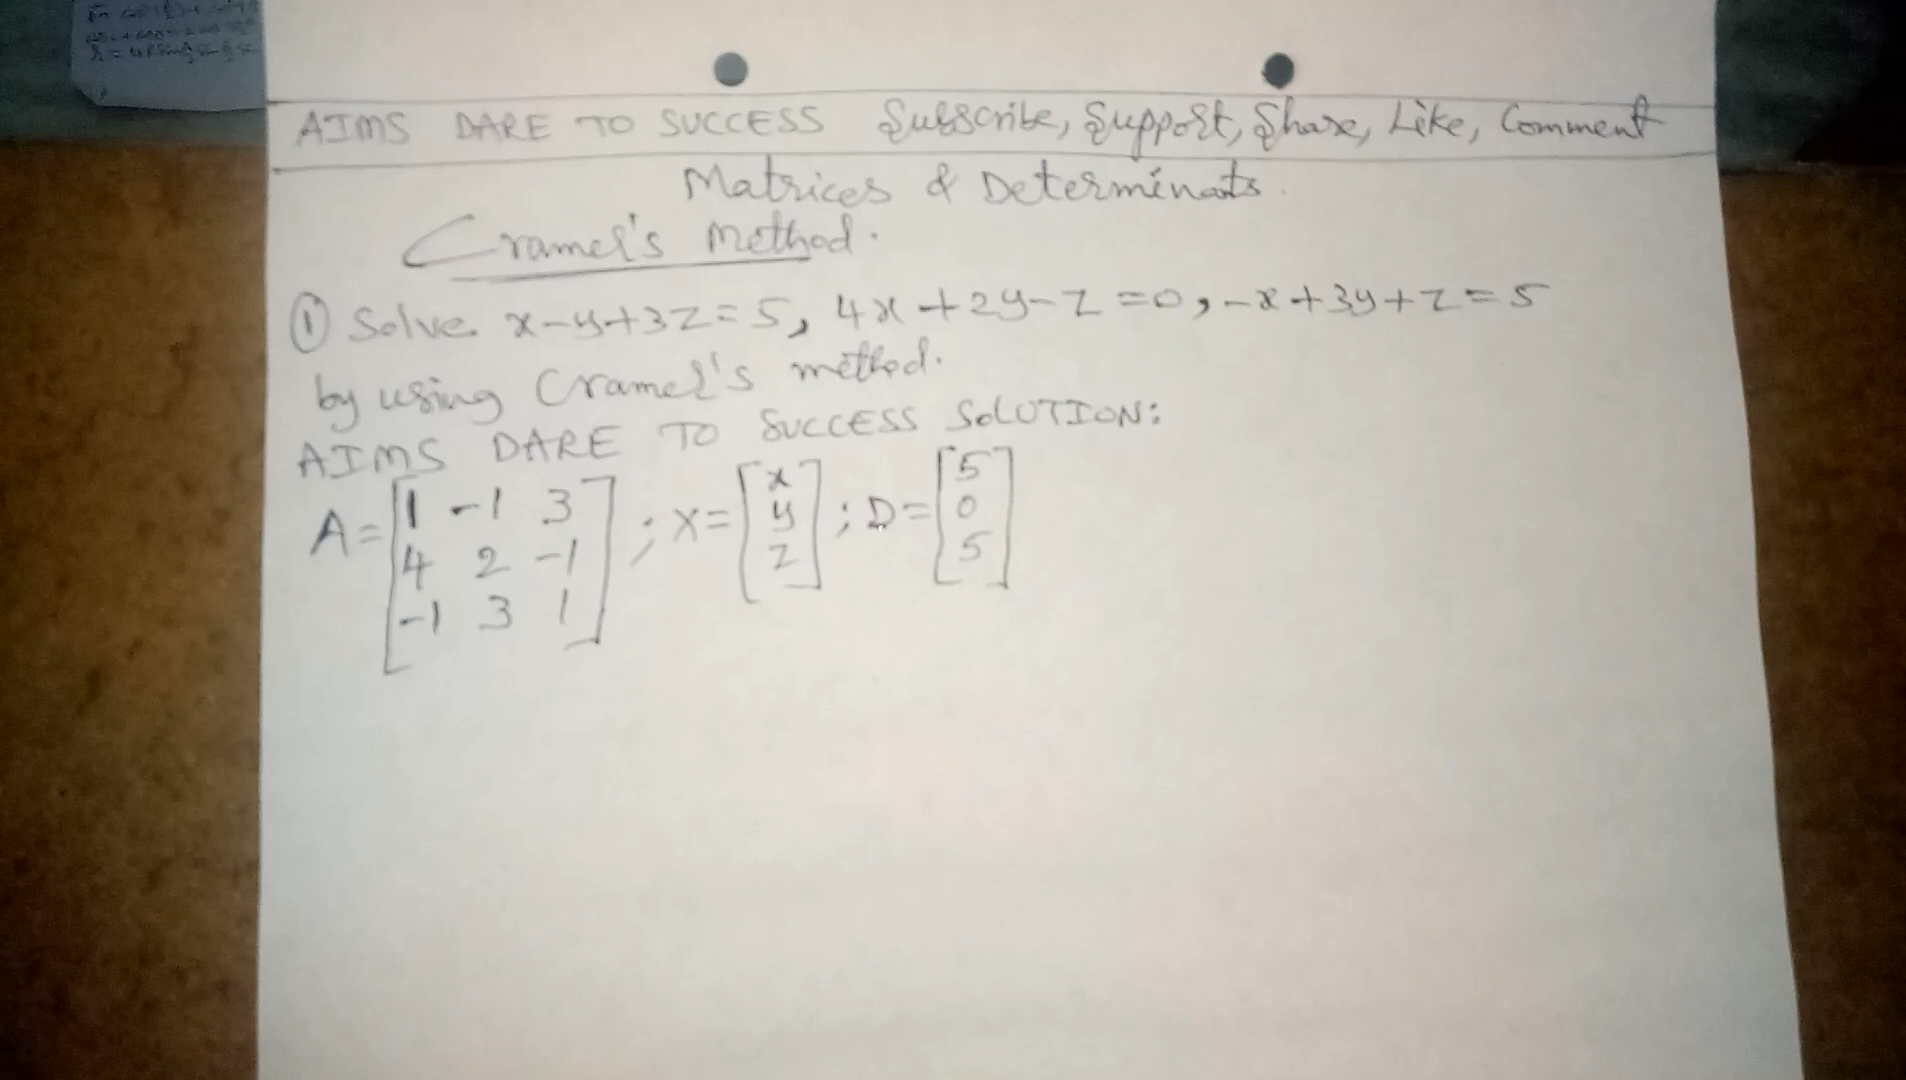 AIMS DARE TO SUCCESS Subscribe, Support, Share, Like, Comment
Matrices & Determinants.
Cramer's Method.
① Solve x-y+3z=5, 4x+2y-z=0, -x+3y+z=5
by using Cramer's method.
AIMS DARE TO SUCCESS SOLUTION:
A=[1 -1 3; X=[x; D=[5
4 2 -1 y 0
-1 3 1] z] 5]